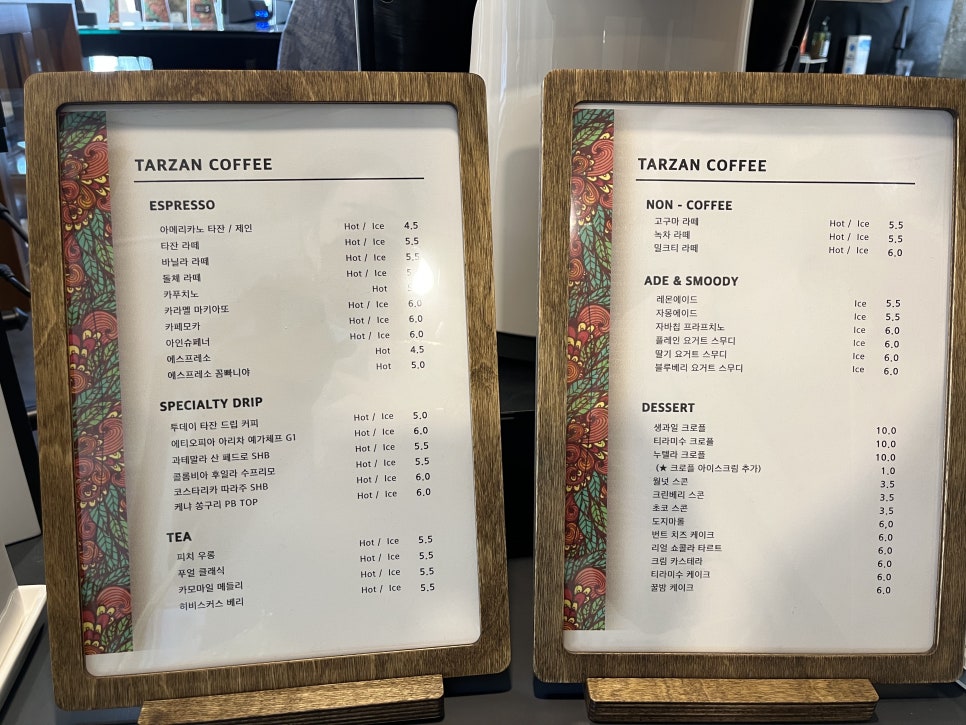 TARZAN COFFEE
ESPRESSO
아메리카노 타잔 / 제인 Hot / Ice 4,5
타잔 라떼 Hot / Ice 5,5
바닐라 라떼 Hot / Ice 5,5
돌체 라떼 Hot / Ice
카푸치노 Hot
카라멜 마키아또 Hot / Ice 6,0
카페모카 Hot / Ice 6,0
아인슈페너 Hot / Ice 6,0
에스프레소 Hot 4,5
에스프레소 꼼빠니아 Hot 5,0
SPECIALTY DRIP
투데이 타잔 드립 커피 Hot / Ice 5,0
에티오피아 아리차 예가체프 G1 Hot / Ice 6,0
과테말라 산 페드로 SHB Hot / Ice 5,5
콜롬비아 후일라 수프리모 Hot / Ice 5,5
코스타리카 따라주 SHB Hot / Ice 6,0
케냐 쫑구리 PB TOP Hot / Ice 6,0
TEA
피치 우롱 Hot / Ice 5,5
푸얼 클래식 Hot / Ice 5,5
카모마일 메들리 Hot / Ice 5,5
히비스커스 베리 Hot / Ice 5,5
TARZAN COFFEE
NON - COFFEE
고구마 라떼 Hot / Ice 5,5
녹차 라떼 Hot / Ice 5,5
밀크티 라떼 Hot / Ice 6,0
ADE & SMOODY
레몬에이드 Ice 5,5
자몽에이드 Ice 5,5
자바칩 프라프치노 Ice 6,0
플레인 요거트 스무디 Ice 6,0
딸기 요거트 스무디 Ice 6,0
블루베리 요거트 스무디 Ice 6,0
DESSERT
생과일 크로플 10,0
티라미수 크로플 10,0
누텔라 크로플 10,0
(★ 크로플 아이스크림 추가) 1,0
월넛 스콘 3,5
크린베리 스콘 3,5
초코 스콘 3,5
도지마롤 6,0
번트 치즈 케이크 6,0
리얼 쇼콜라 타르트 6,0
크림 카스테라 6,0
티라미수 케이크 6,0
꿀밤 케이크 6,0